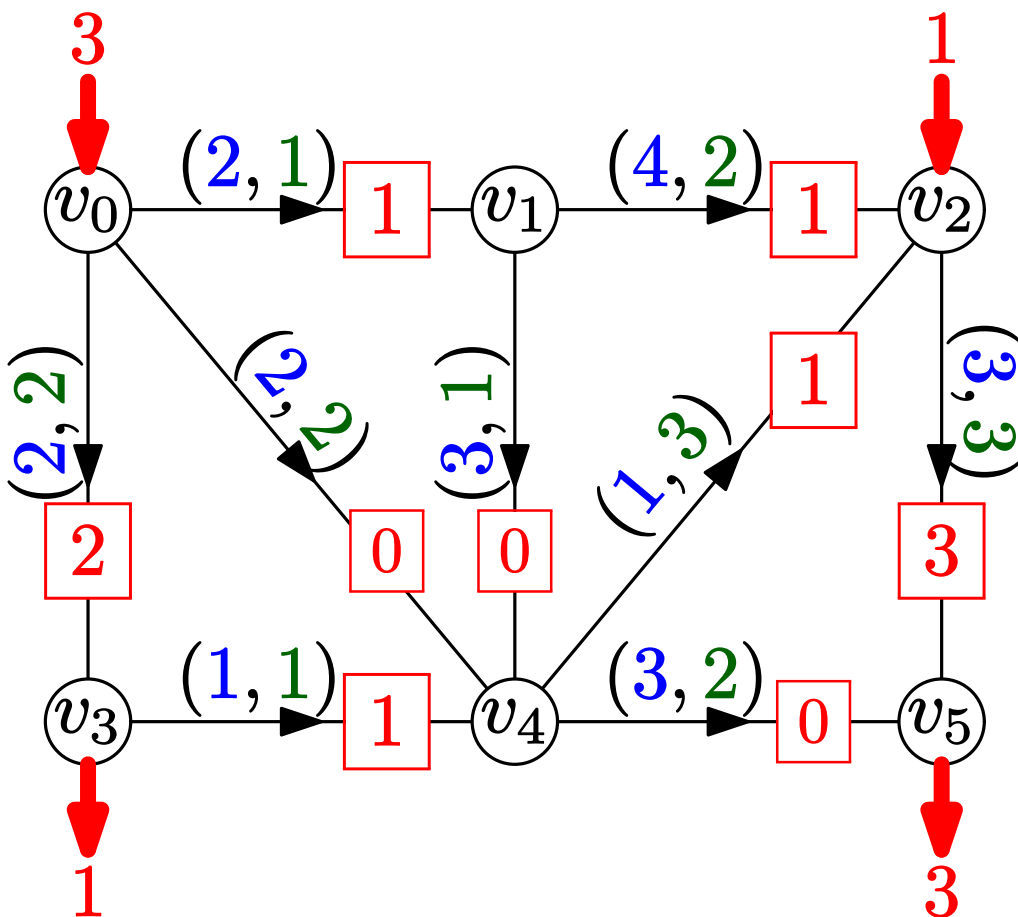 3 1
(2, 1) (4, 2)
v0 1 v1 1 v2
(2, 2) (2, 2) (3, 1) (1, 3) 1 (3, 3)
2 0 0 3
(1, 1) (3, 2)
v3 1 v4 0 v5
1 3